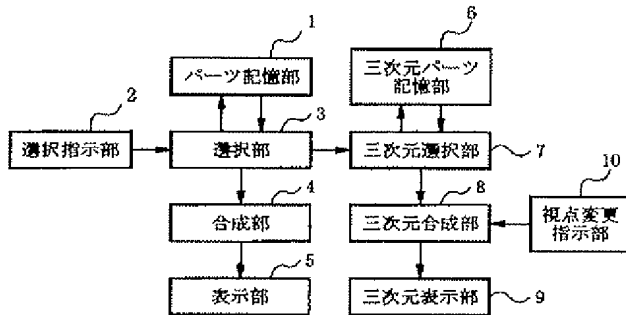 1
6
パーツ記憶部
三次元パーツ
記憶部
2
3
選択指示部
選択部
三次元選択部
7
4
8
10
合成部
三次元合成部
視点変更
指示部
5
表示部
三次元表示部
9